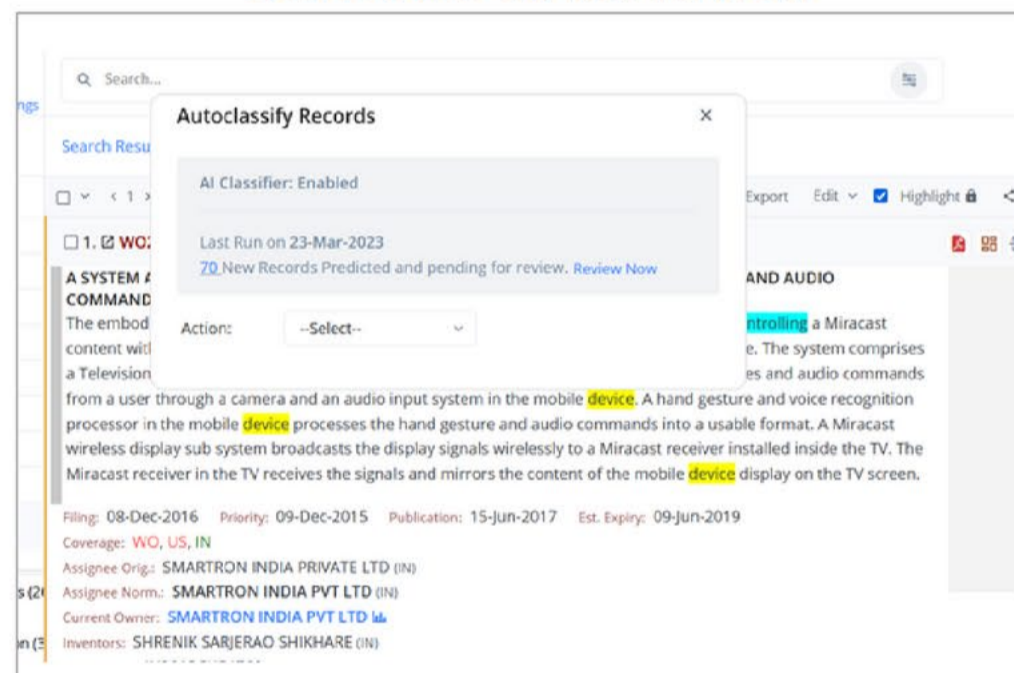 Search...
ngs
Autoclassify Records
Search Resu
AI Classifier: Enabled
< 1 >
Export Edit Highlight
Last Run on 23-Mar-2023
1. WO2
70 New Records Predicted and pending for review. Review Now
A SYSTEM A
AND AUDIO
COMMAND
The embod
ntrolling a Miracast
Action: --Select--
content with
e. The system comprises
a Television
es and audio commands
from a user through a camera and an audio input system in the mobile device. A hand gesture and voice recognition
processor in the mobile device processes the hand gesture and audio commands into a usable format. A Miracast
wireless display sub system broadcasts the display signals wirelessly to a Miracast receiver installed inside the TV. The
Miracast receiver in the TV receives the signals and mirrors the content of the mobile device display on the TV screen.
Filing: 08-Dec-2016 Priority: 09-Dec-2015 Publication: 15-Jun-2017 Est. Expiry: 09-Jun-2019
Coverage: WO, US, IN
Assignee Orig.: SMARTRON INDIA PRIVATE LTD (IN)
s (26
Assignee Norm.: SMARTRON INDIA PVT LTD (IN)
Current Owner: SMARTRON INDIA PVT LTD
on (3
Inventors: SHRENIK SARJERAO SHIKHARE (IN)